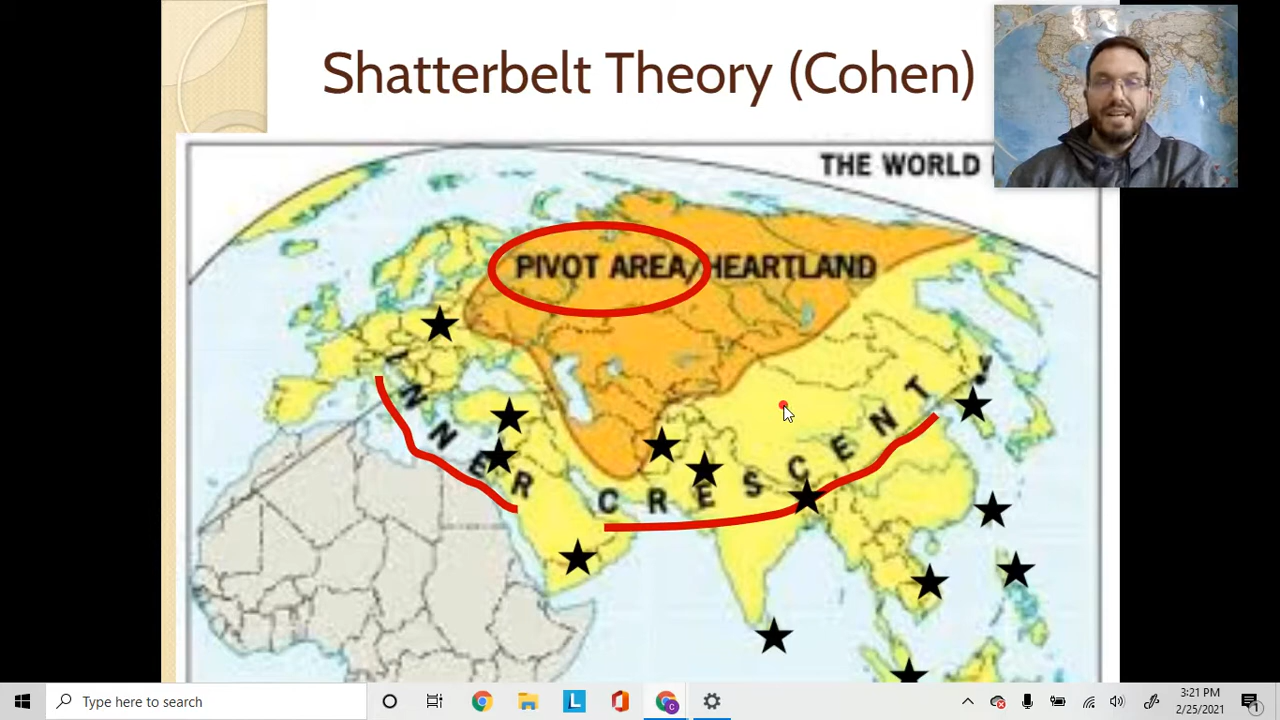 Shatterbelt Theory (Cohen)
THE WORLD
PIVOT AREA/HEARTLAND
INNER CRESCENT
Type here to search
3:21 PM
2/25/2021